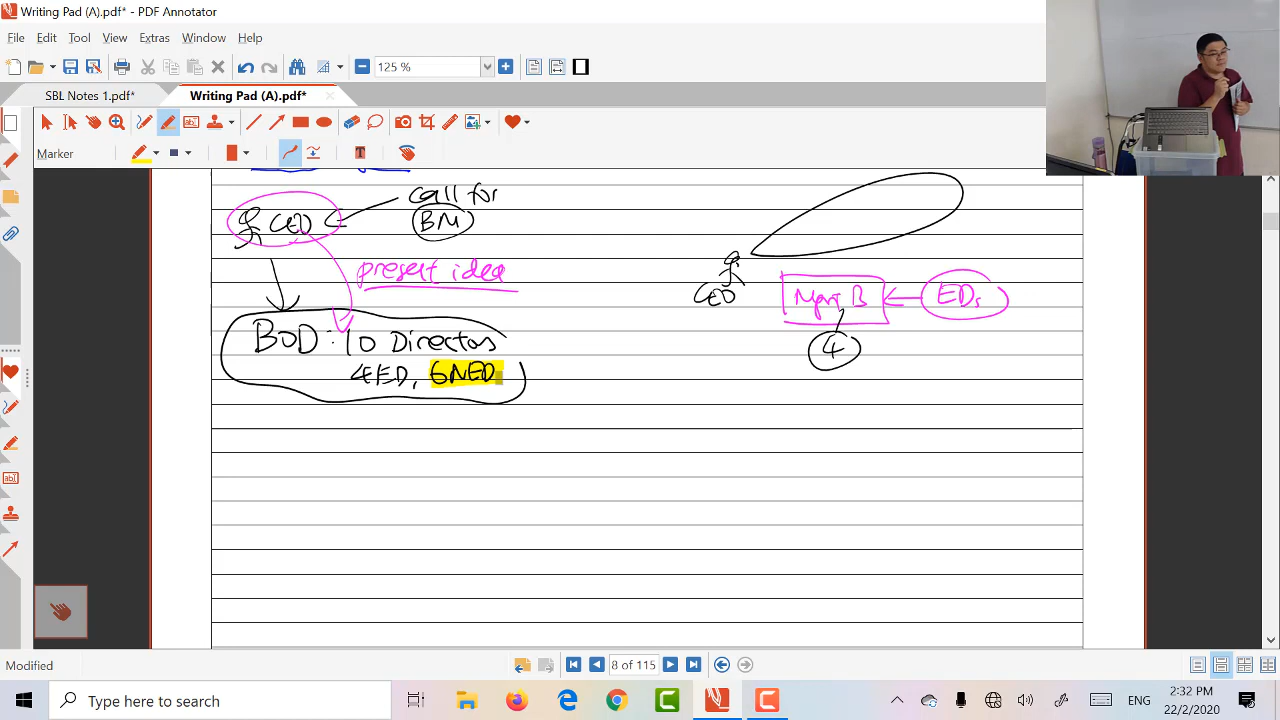 Writing Pad (A).pdf* - PDF Annotator
File Edit Tool View Extras Window Help
125 %
SBL Notes 1.pdf* Writing Pad (A).pdf*
Marker
call for
CEO BM
present idea
CEO EDs
BOD : 10 Directors
4
4ED, 6NED
Modified 8 of 115
Type here to search
ENG
2:32 PM
22/2/2020